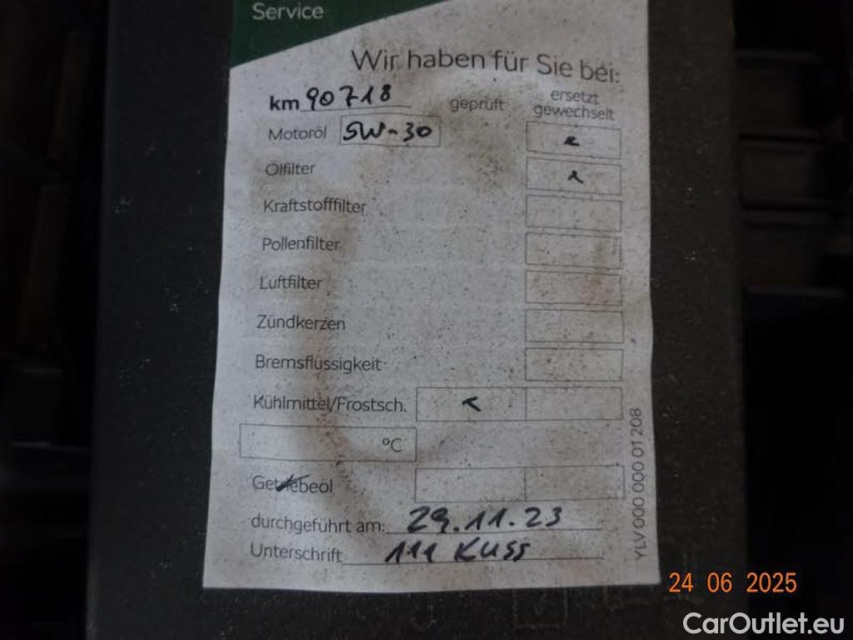 Service
Wir haben für Sie bei:
km 90718 geprüft ersetzt gewechselt
Motoröl 5W-30
Ölfilter
Kraftstofffilter
Pollenfilter
Luftfilter
Zündkerzen
Bremsflüssigkeit
Kühlmittel/Frostsch.
°C
Getriebeöl
durchgeführt am: 29.11.23
Unterschrift 111 Kuss
YLV 000 000 01 208
24 06 2025
CarOutlet.eu